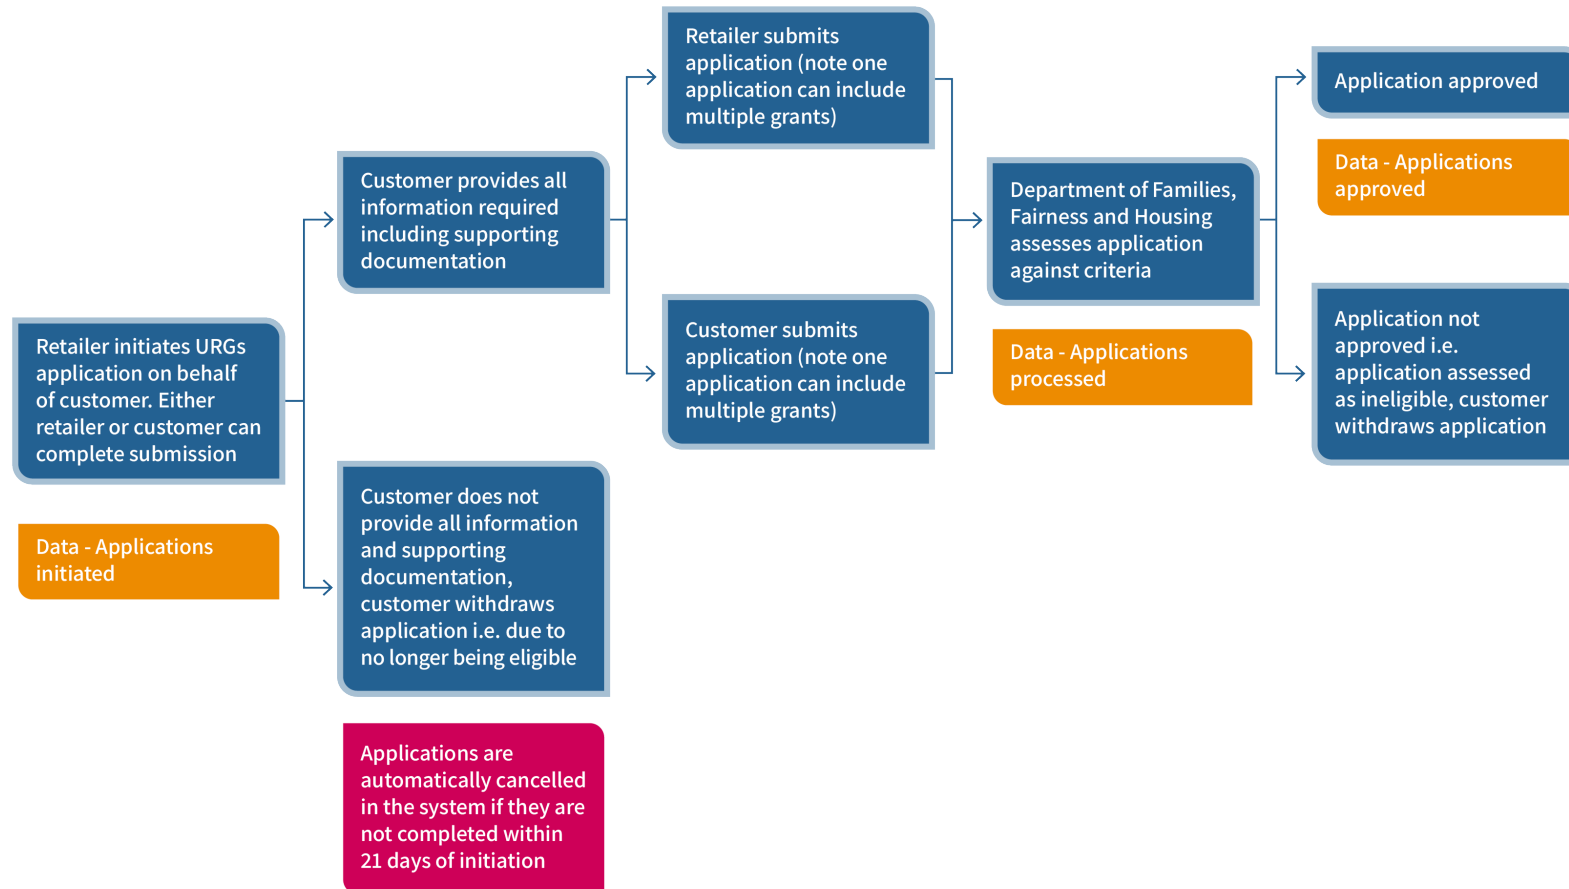 Retailer initiates URGs
application on behalf
of customer. Either
retailer or customer can
complete submission
Data - Applications
initiated
Customer provides all
information required
including supporting
documentation
Customer does not
provide all information
and supporting
documentation,
customer withdraws
application i.e. due to
no longer being eligible
Applications are
automatically cancelled
in the system if they are
not completed within
21 days of initiation
Retailer submits
application (note one
application can include
multiple grants)
Customer submits
application (note one
application can include
multiple grants)
Department of Families,
Fairness and Housing
assesses application
against criteria
Data - Applications
processed
Application approved
Data - Applications
approved
Application not
approved i.e.
application assessed
as ineligible, customer
withdraws application